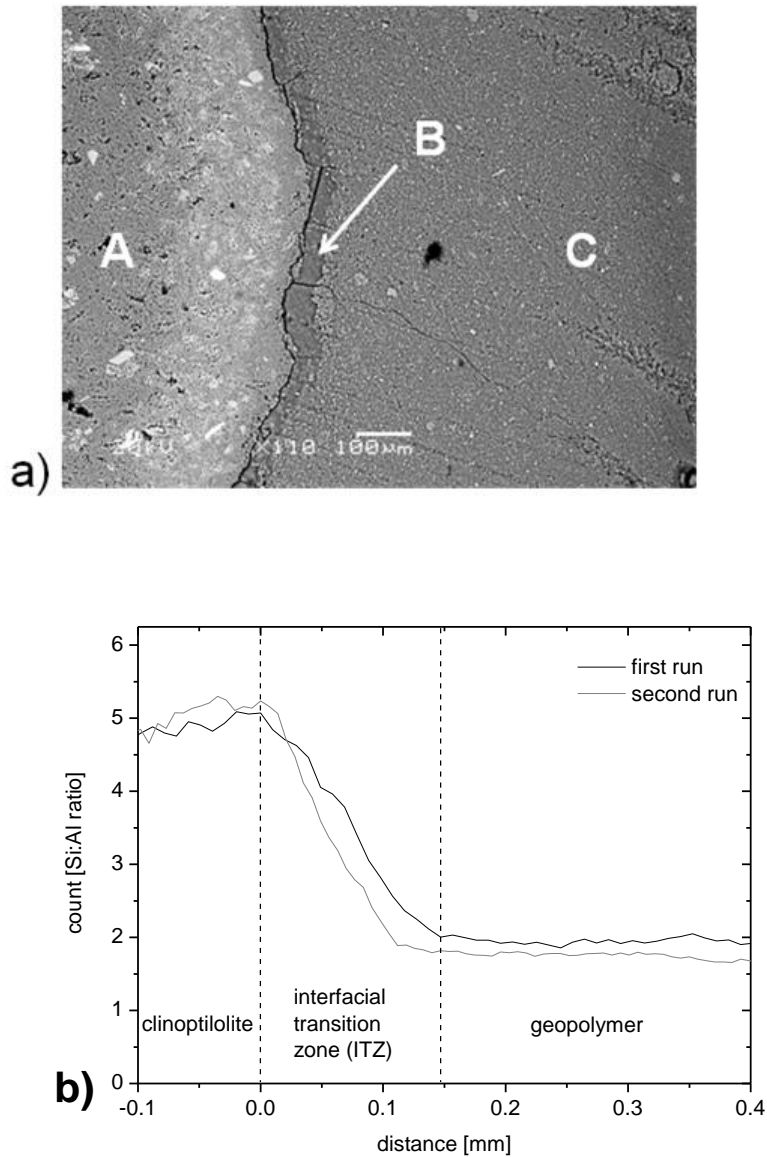 A
B
C
20kV ×110 100μm
a)
6
5
4
3
2
1
0
count [Si:Al ratio]
first run
second run
clinoptilolite
interfacial
transition
zone (ITZ)
geopolymer
b)
-0.1 0.0 0.1 0.2 0.3 0.4
distance [mm]